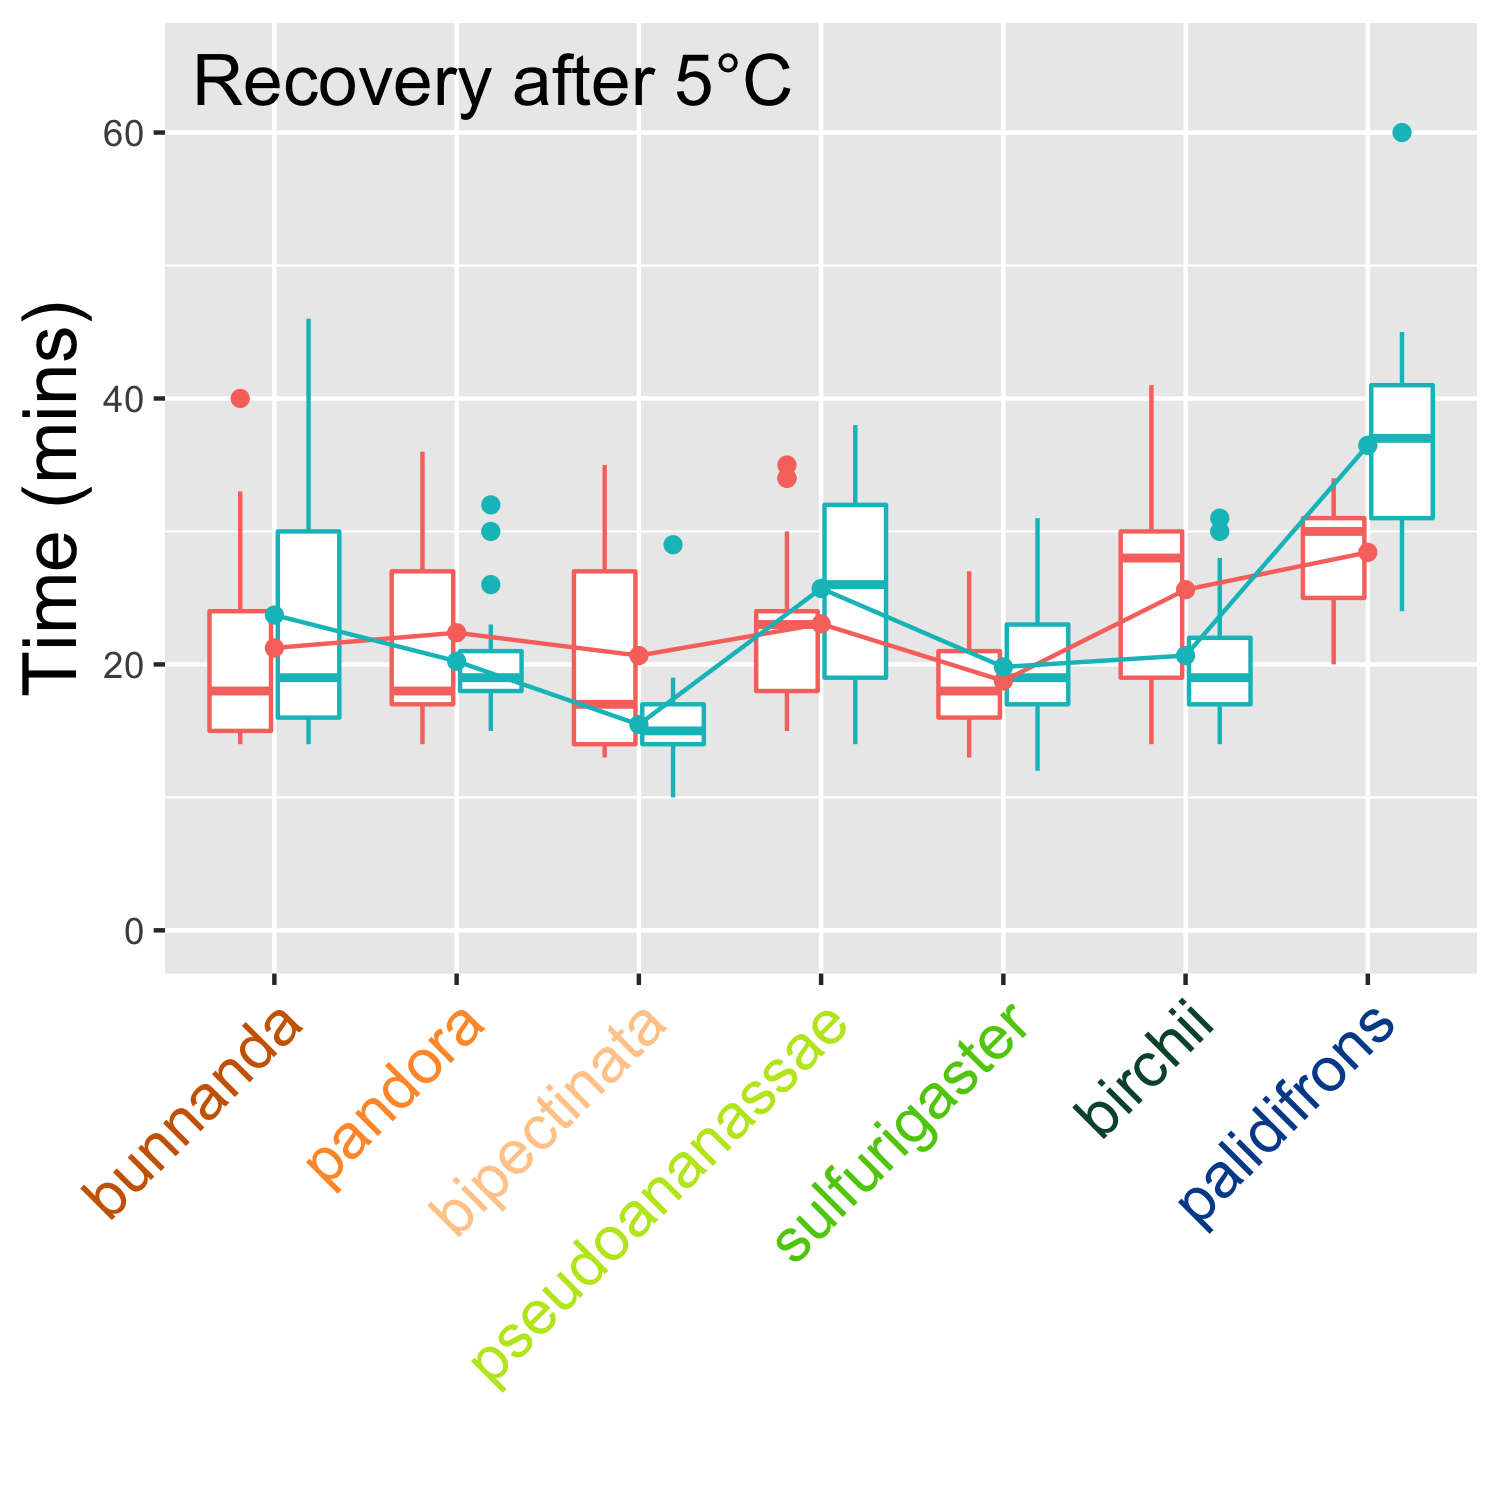 Recovery after 5°C
Time (mins)
60
40
20
0
bunnanda
pandora
bipectinata
pseudoananassae
sulfurigaster
birchii
palidifrons